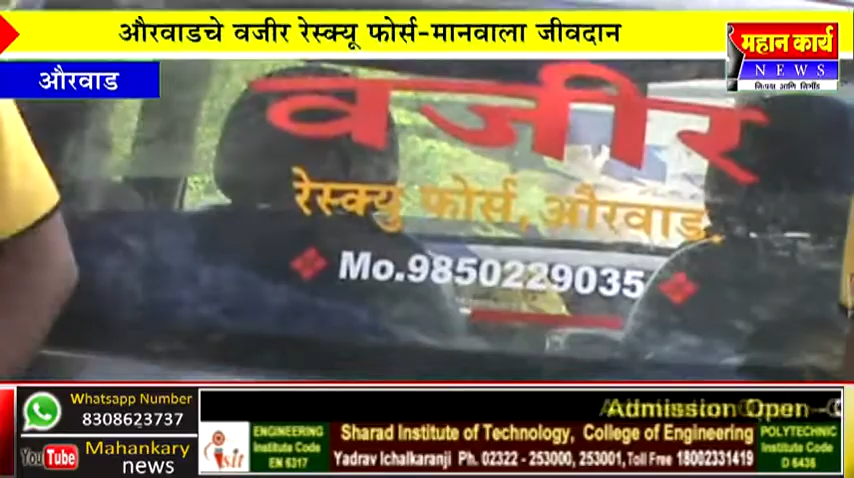 औरवाडचे वजीर रेस्क्यू फोर्स-मानवाला जीवदान
महान कार्य
NEWS
औरवाड
वजीर
रेस्क्यु फोर्स, औरवाड.
Mo.9850229035
Whatsapp Number
8308623737
YouTube
Mahankary
news
Admission Open
isit
ENGINEERING
Institute Code
EN 6317
Sharad Institute of Technology, College of Engineering
Yadrav Ichalkaranji Ph. 02322 - 253000, 253001, Toll Free 18002331419
POLYTECHNIC
Institute Code
D 6436